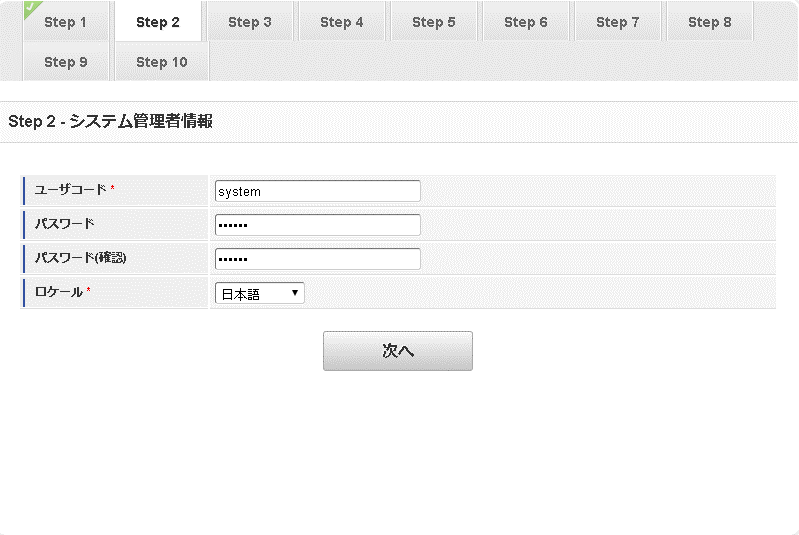 Step 1 Step 2 Step 3 Step 4 Step 5 Step 6 Step 7 Step 8
Step 9 Step 10
Step 2 - システム管理者情報
ユーザコード * system
パスワード ••••••
パスワード(確認) ••••••
ロケール * 日本語 ▼
次へ